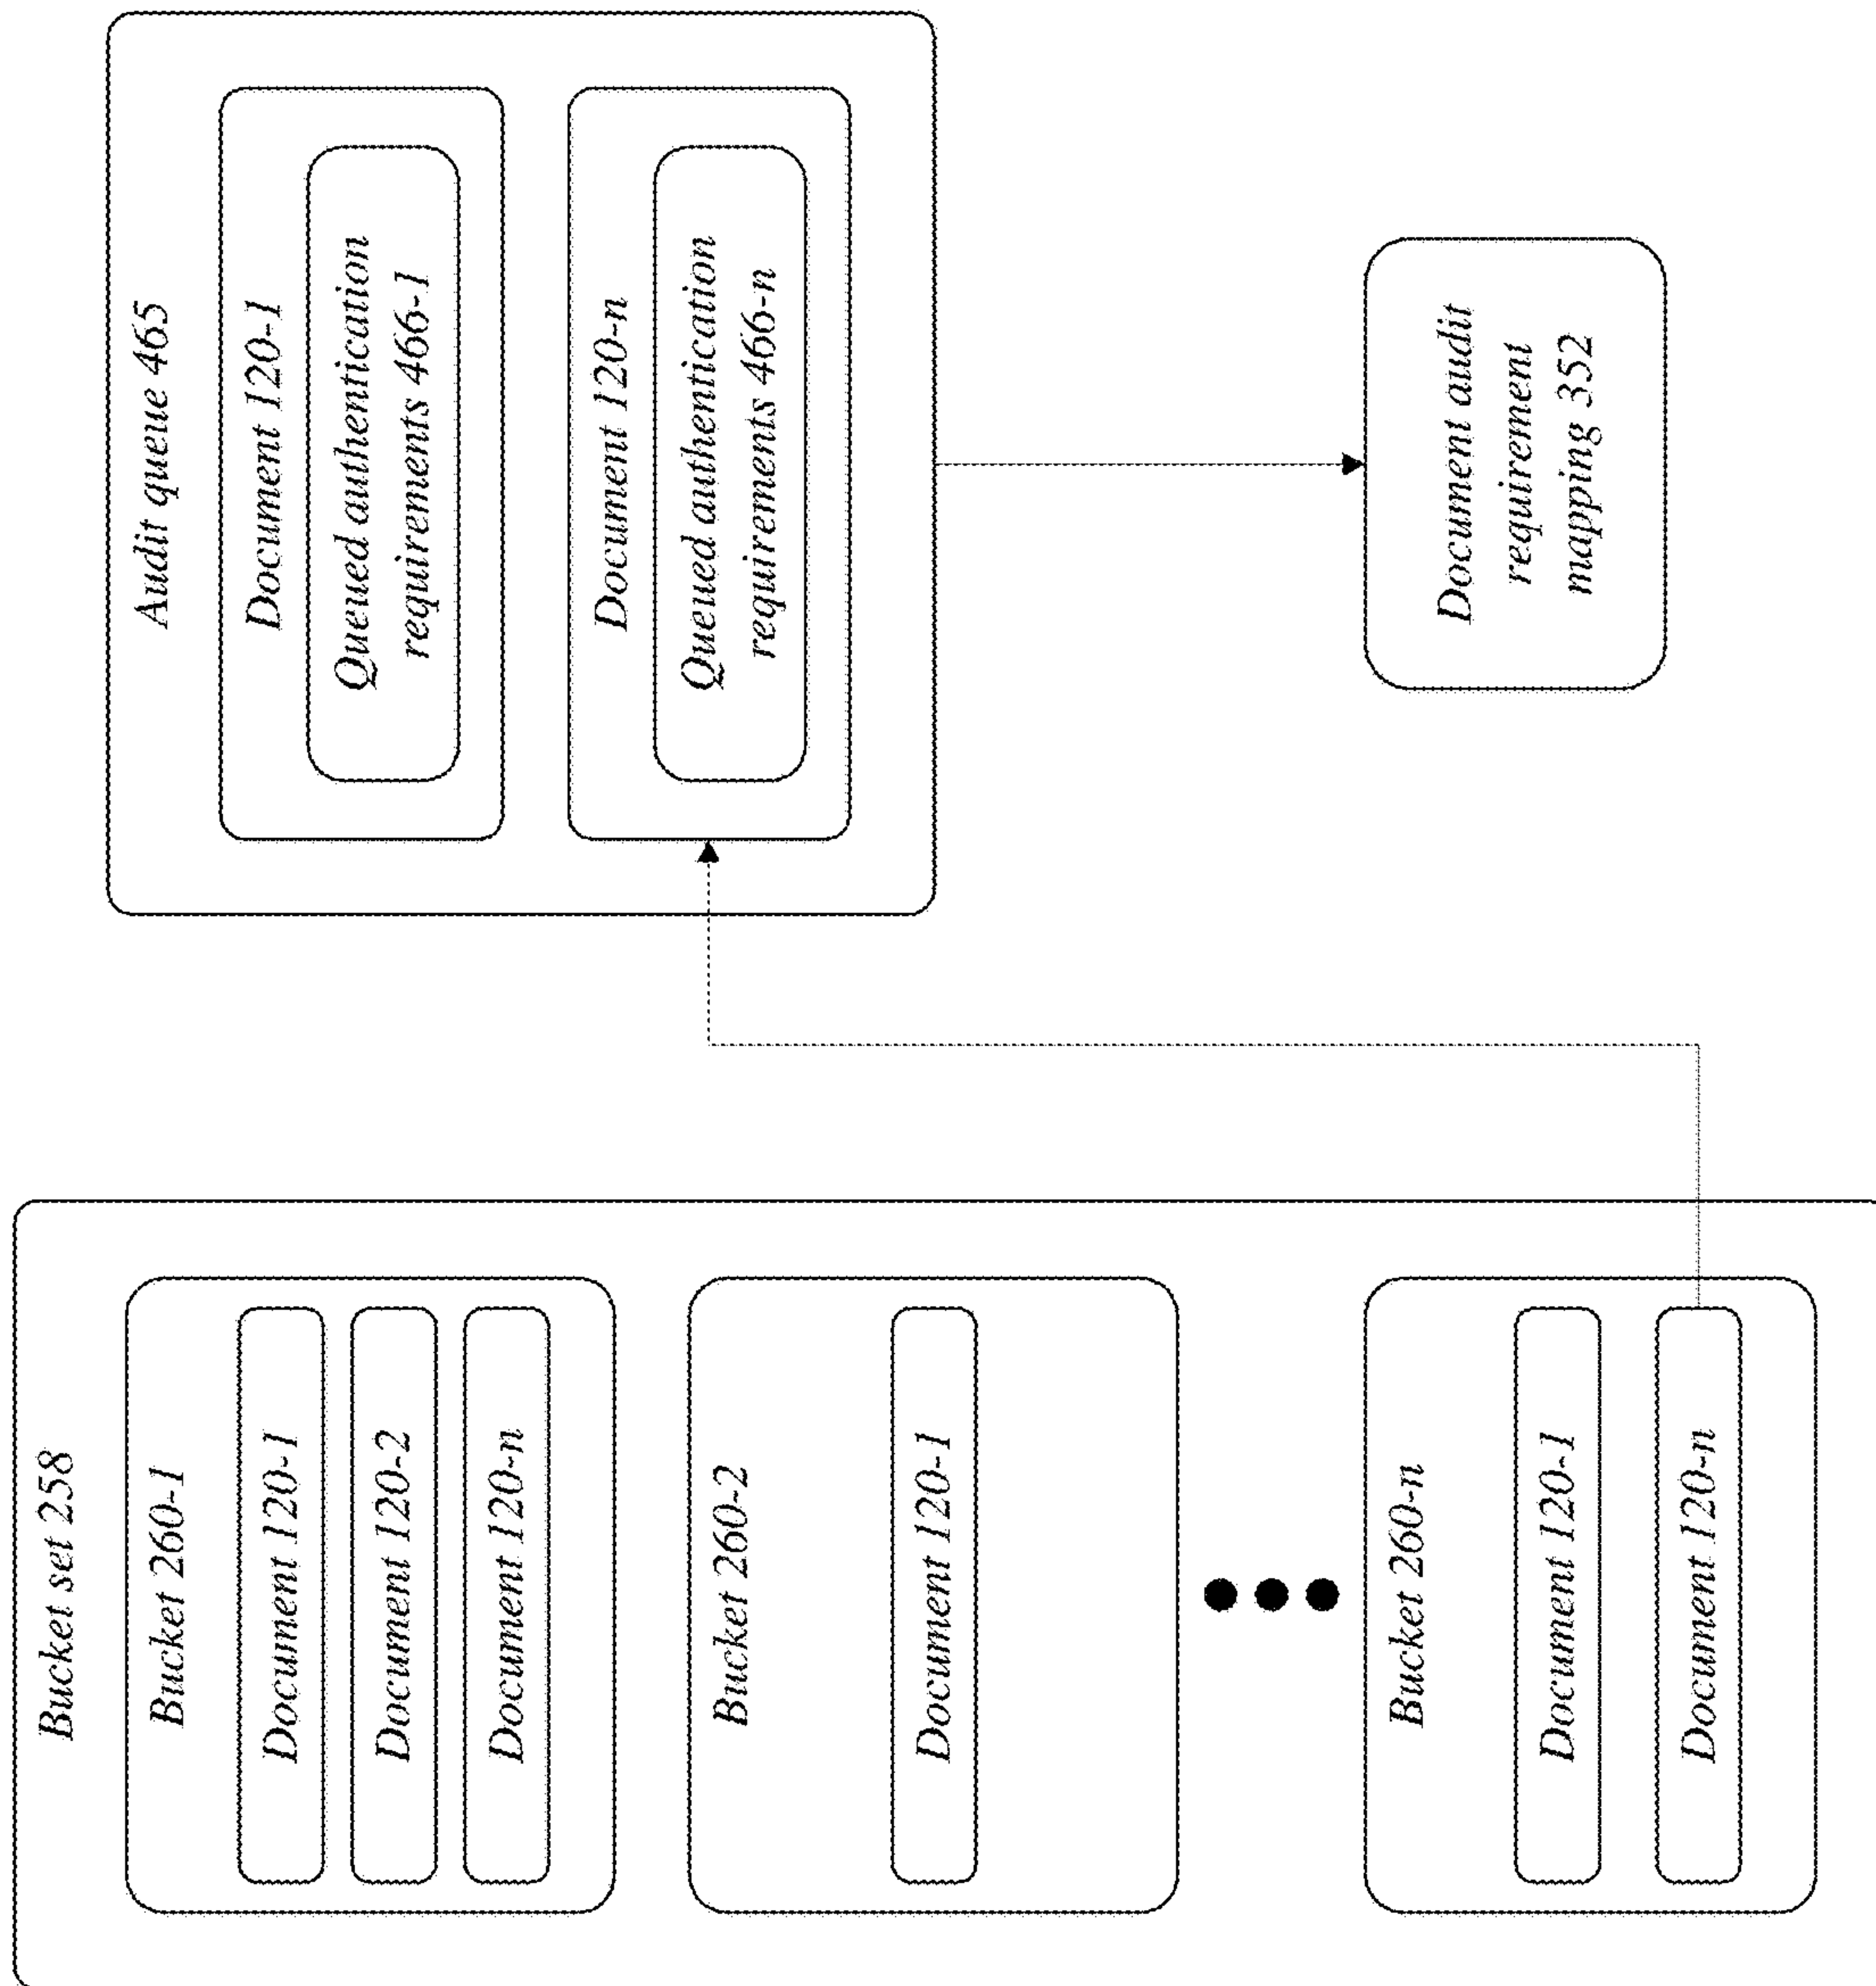 Bucket set 258
Bucket 260-1
Document 120-1
Document 120-2
Document 120-n
Bucket 260-2
Document 120-1
Bucket 260-n
Document 120-1
Document 120-n
Audit queue 465
Document 120-1
Queued authentication
requirements 466-1
Document 120-n
Queued authentication
requirements 466-n
Document audit
requirement
mapping 352